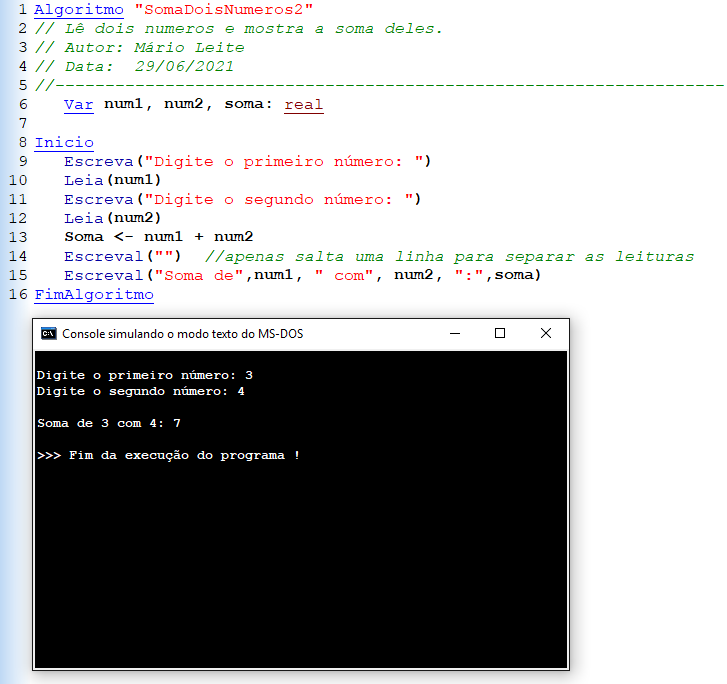 1 Algoritmo "SomaDoisNumeros2"
2 // Lê dois numeros e mostra a soma deles.
3 // Autor: Mário Leite
4 // Data:  29/06/2021
5 //-------------------------------------------------------------------
6    Var num1, num2, soma: real
7
8 Inicio
9    Escreva("Digite o primeiro número: ")
10    Leia(num1)
11    Escreva("Digite o segundo número: ")
12    Leia(num2)
13    Soma <- num1 + num2
14    Escreval("")  //apenas salta uma linha para separar as leituras
15    Escreval("Soma de",num1, " com", num2, ":",soma)
16 FimAlgoritmo
C:\ Console simulando o modo texto do MS-DOS
Digite o primeiro número: 3
Digite o segundo número: 4
Soma de 3 com 4: 7
>>> Fim da execução do programa !